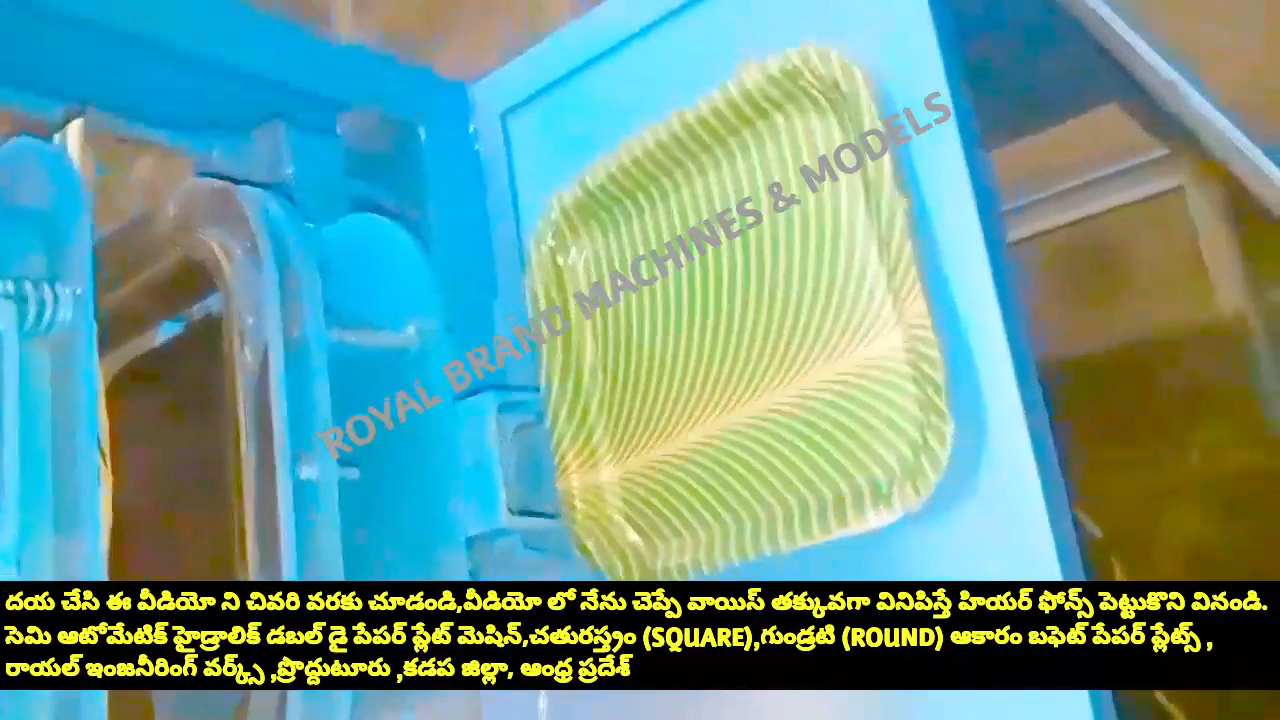 ROYAL BRAND MACHINES & MODELS
దయ చేసి ఈ వీడియో ని చివరి వరకు చూడండి,వీడియో లో నేను చెప్పే వాయిస్ తక్కువగా వినిపిస్తే హియర్ ఫోన్స్ పెట్టుకొని వినండి.
సెమి ఆటోమేటిక్ హైడ్రాలిక్ డబల్ డై పేపర్ ప్లేట్ మెషిన్,చతురస్త్రం (SQUARE),గుండ్రటి (ROUND) ఆకారం బఫెట్ పేపర్ ప్లేట్స్ ,
రాయల్ ఇంజనీరింగ్ వర్క్స్ ,ప్రొద్దుటూరు ,కడప జిల్లా, ఆంధ్ర ప్రదేశ్